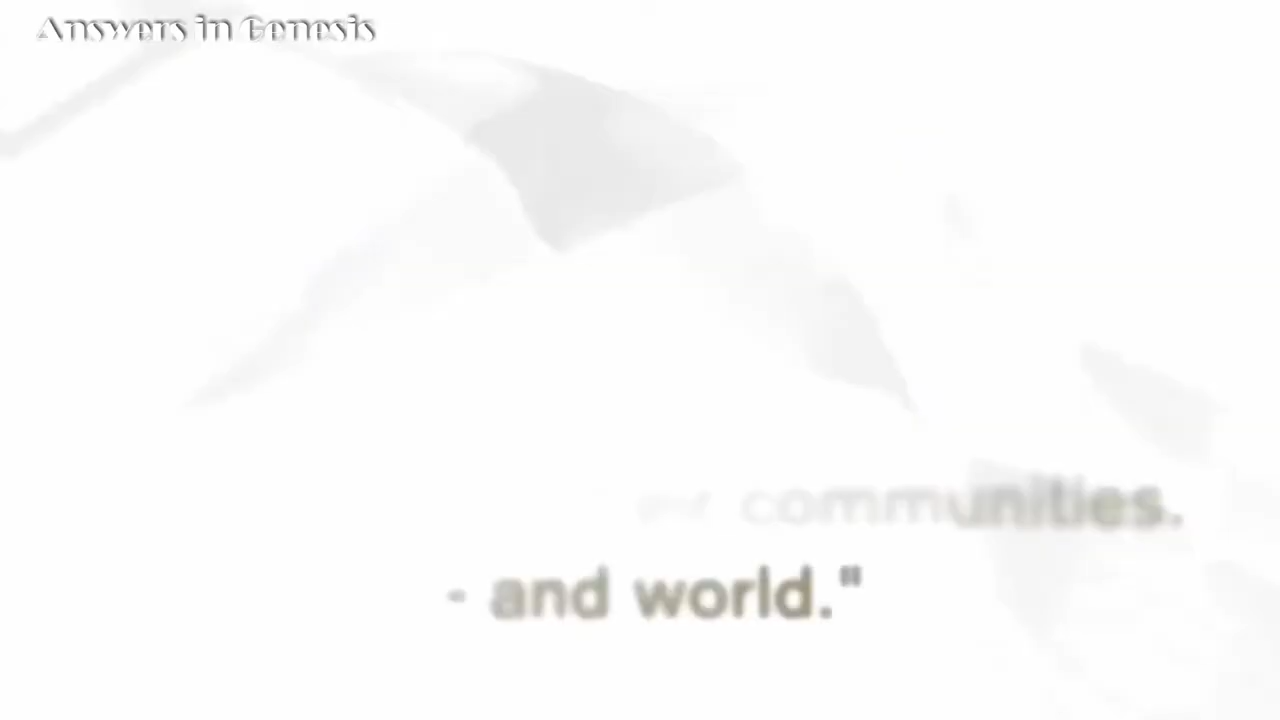 Answers in Genesis
communities.
- and world."